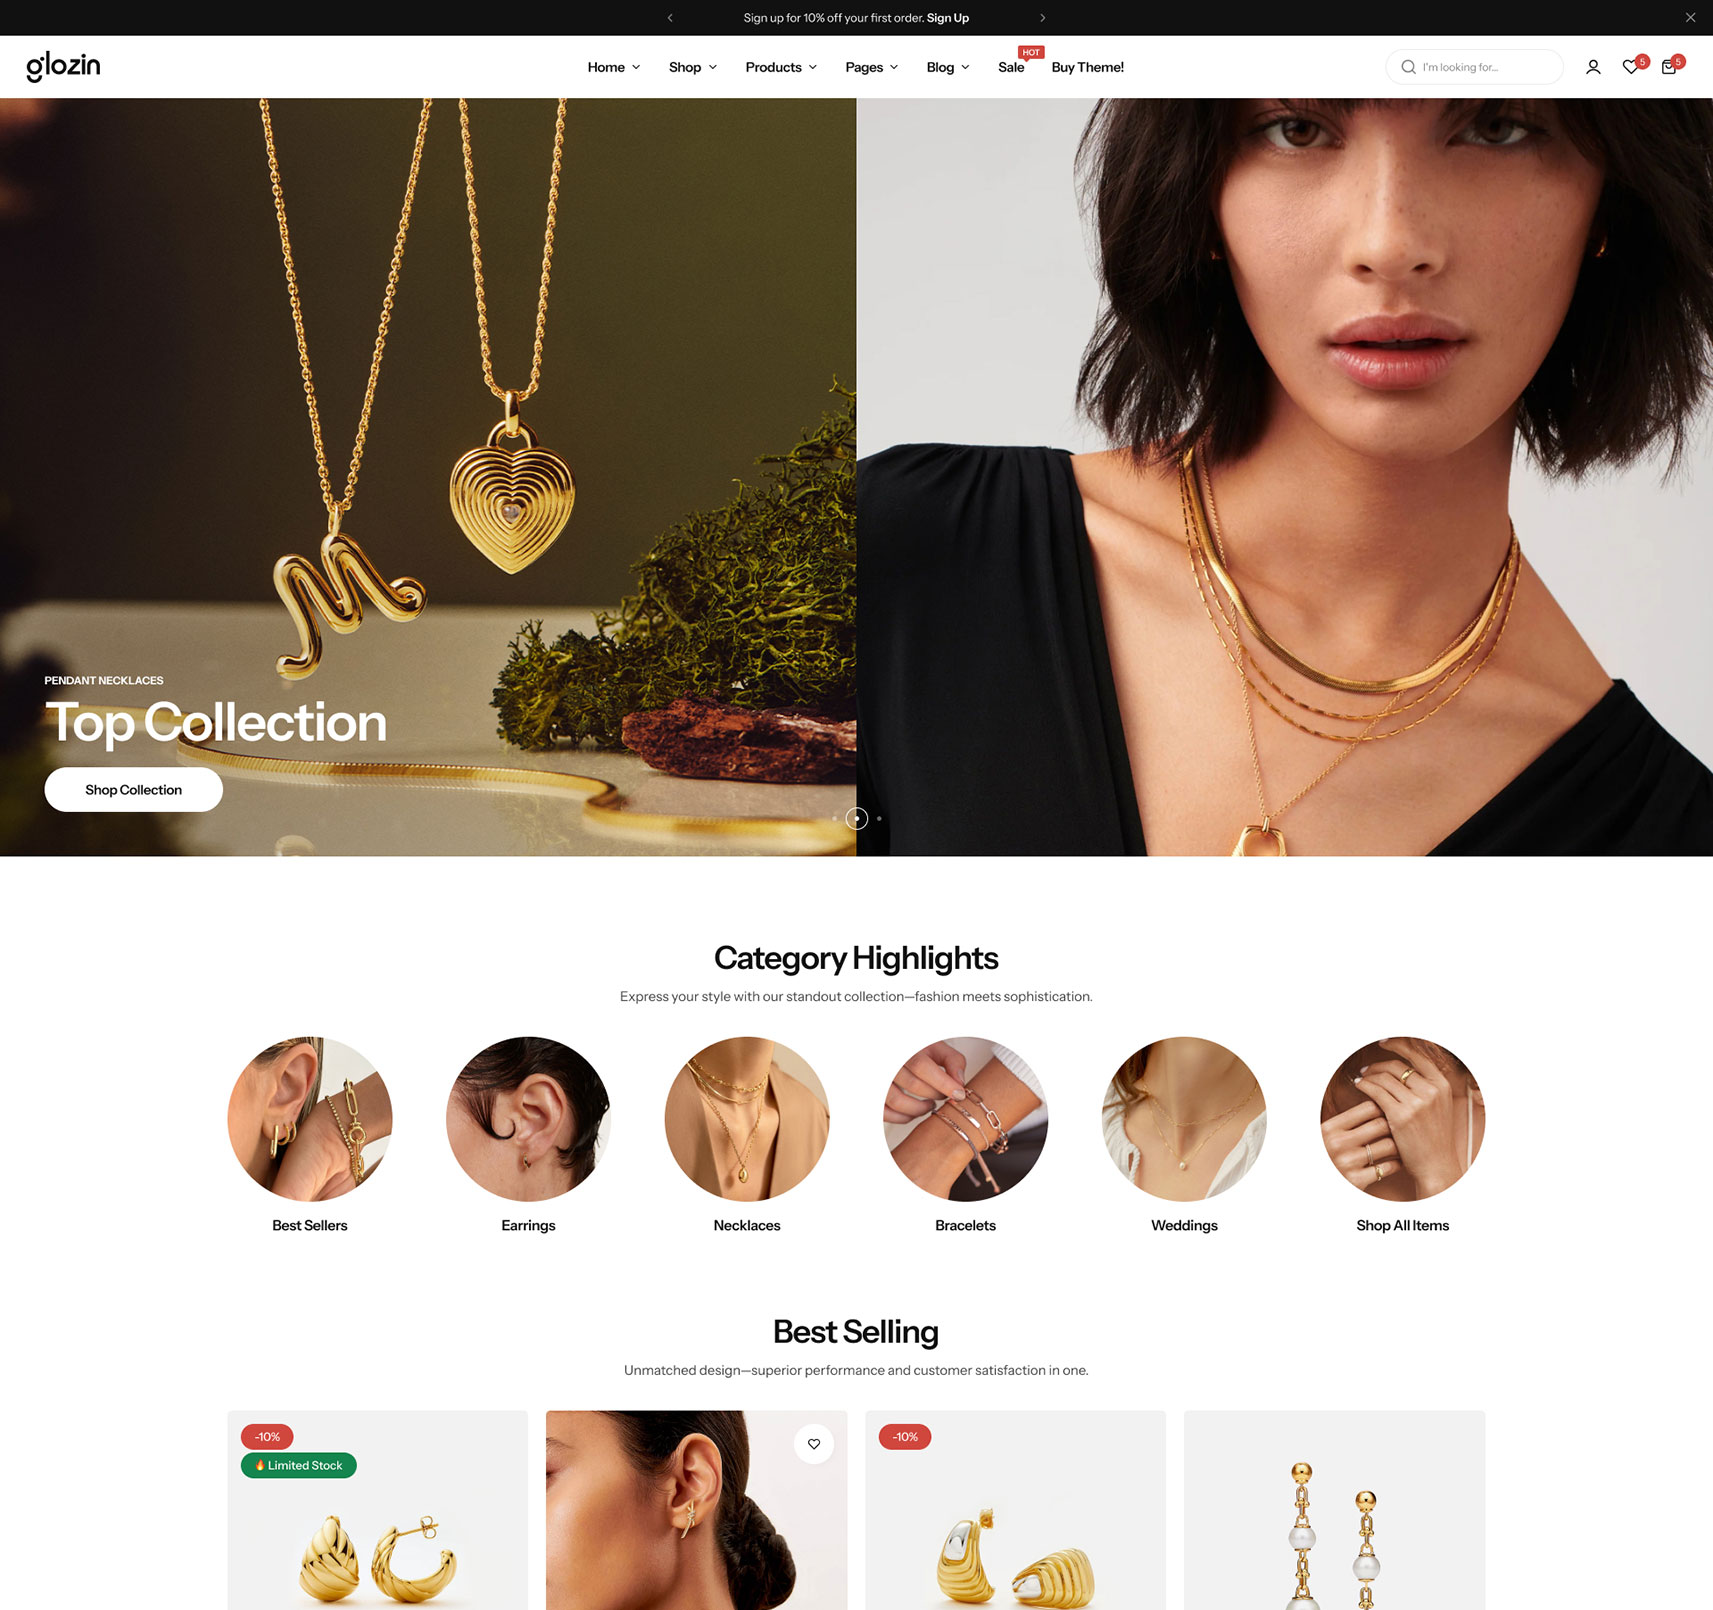 Sign up for 10% off your first order. Sign Up
glozin
Home
Shop
Products
Pages
Blog
Sale
HOT
Buy Theme!
I'm looking for...
5
5
PENDANT NECKLACES
Top Collection
Shop Collection
Category Highlights
Express your style with our standout collection—fashion meets sophistication.
Best Sellers
Earrings
Necklaces
Bracelets
Weddings
Shop All Items
Best Selling
Unmatched design—superior performance and customer satisfaction in one.
-10%
🔥 Limited Stock
-10%